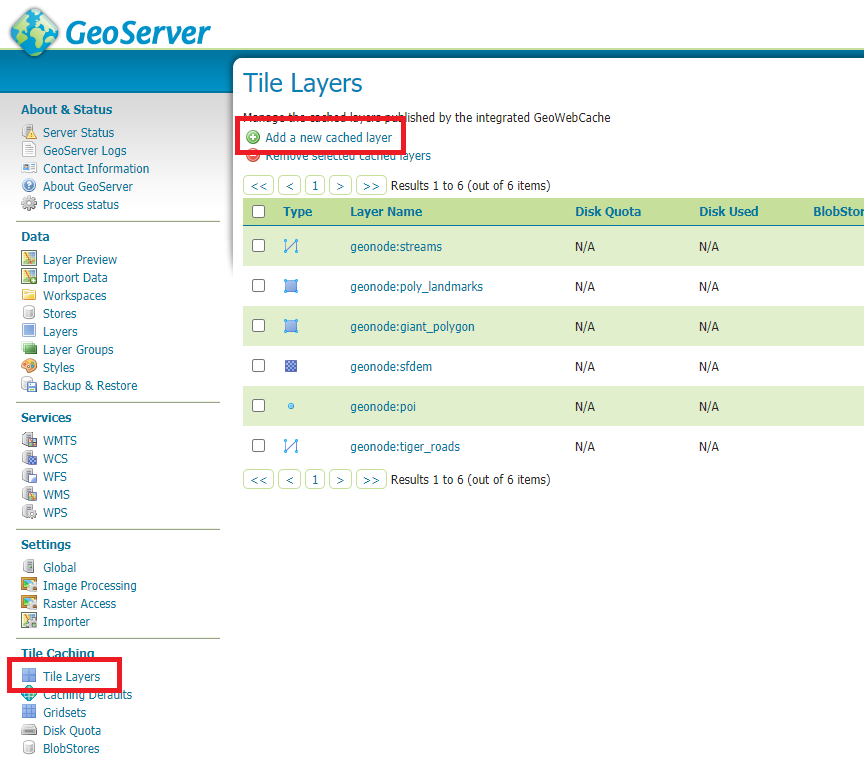 GeoServer
About & Status
Server Status
GeoServer Logs
Contact Information
About GeoServer
Process status
Data
Layer Preview
Import Data
Workspaces
Stores
Layers
Layer Groups
Styles
Backup & Restore
Services
WMTS
WCS
WFS
WMS
WPS
Settings
Global
Image Processing
Raster Access
Importer
Tile Caching
Tile Layers
Caching Defaults
Gridsets
Disk Quota
BlobStores
Tile Layers
Manage the cached layers published by the integrated GeoWebCache
Add a new cached layer
Remove selected cached layers
<< < 1 > >> Results 1 to 6 (out of 6 items)
Type Layer Name Disk Quota Disk Used BlobStor
geonode:streams N/A N/A
geonode:poly_landmarks N/A N/A
geonode:giant_polygon N/A N/A
geonode:sfdem N/A N/A
geonode:poi N/A N/A
geonode:tiger_roads N/A N/A
<< < 1 > >> Results 1 to 6 (out of 6 items)